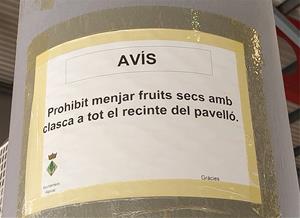 AVÍS
Prohibit menjar fruits secs amb
clasca a tot el recinte del pavelló.
Gràcies